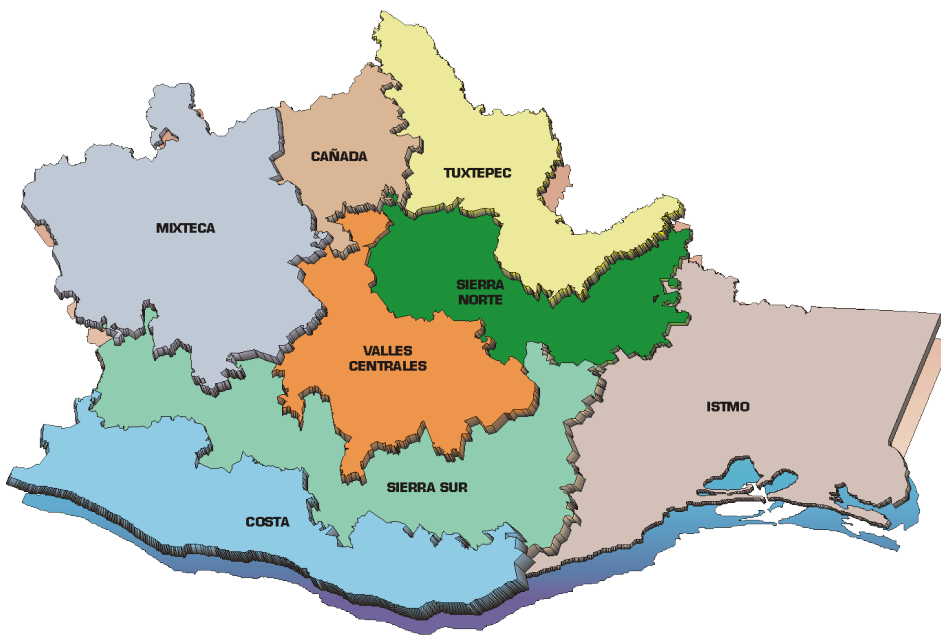 CAÑADA
TUXTEPEC
MIXTECA
SIERRA
NORTE
VALLES
CENTRALES
ISTMO
SIERRA SUR
COSTA